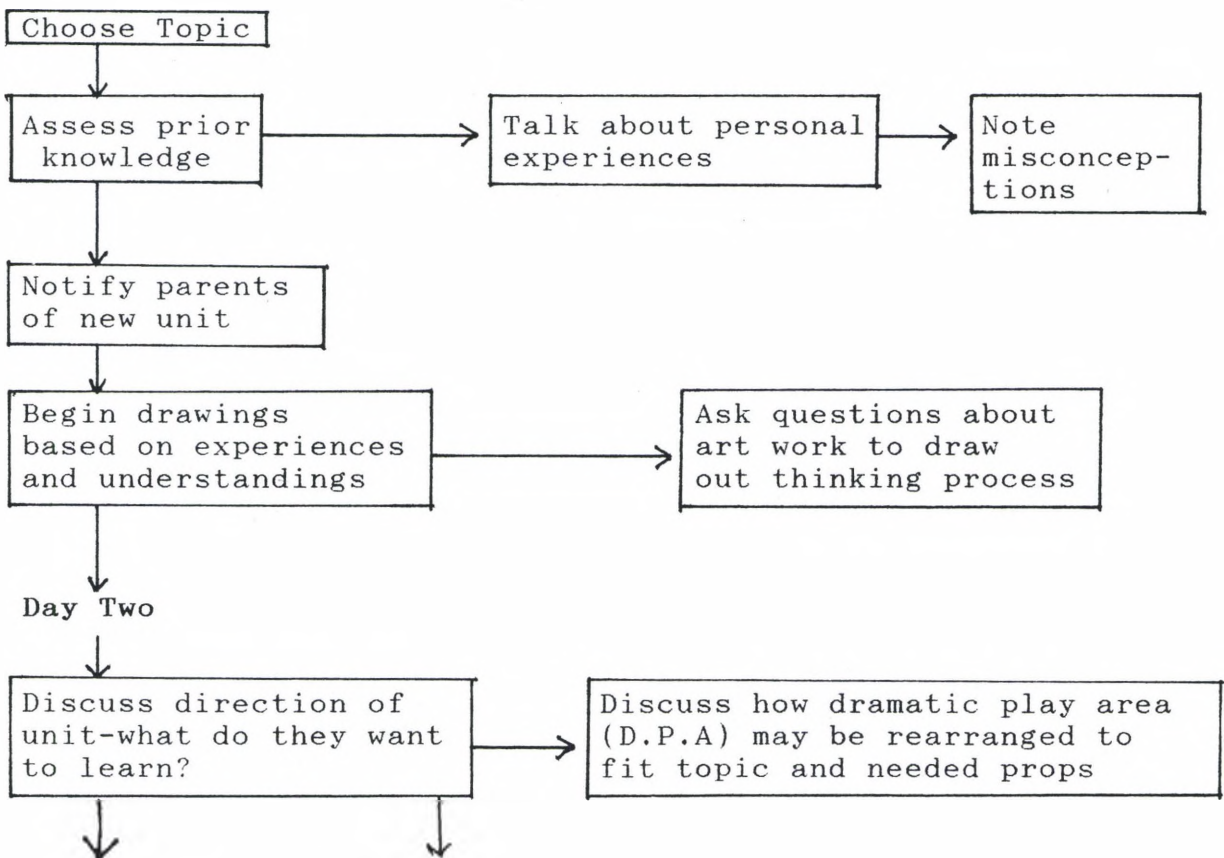 Choose Topic
Assess prior
knowledge
Talk about personal
experiences
Note
misconcep-
tions
Notify parents
of new unit
Begin drawings
based on experiences
and understandings
Ask questions about
art work to draw
out thinking process
Day Two
Discuss direction of
unit-what do they want
to learn?
Discuss how dramatic play area
(D.P.A) may be rearranged to
fit topic and needed props